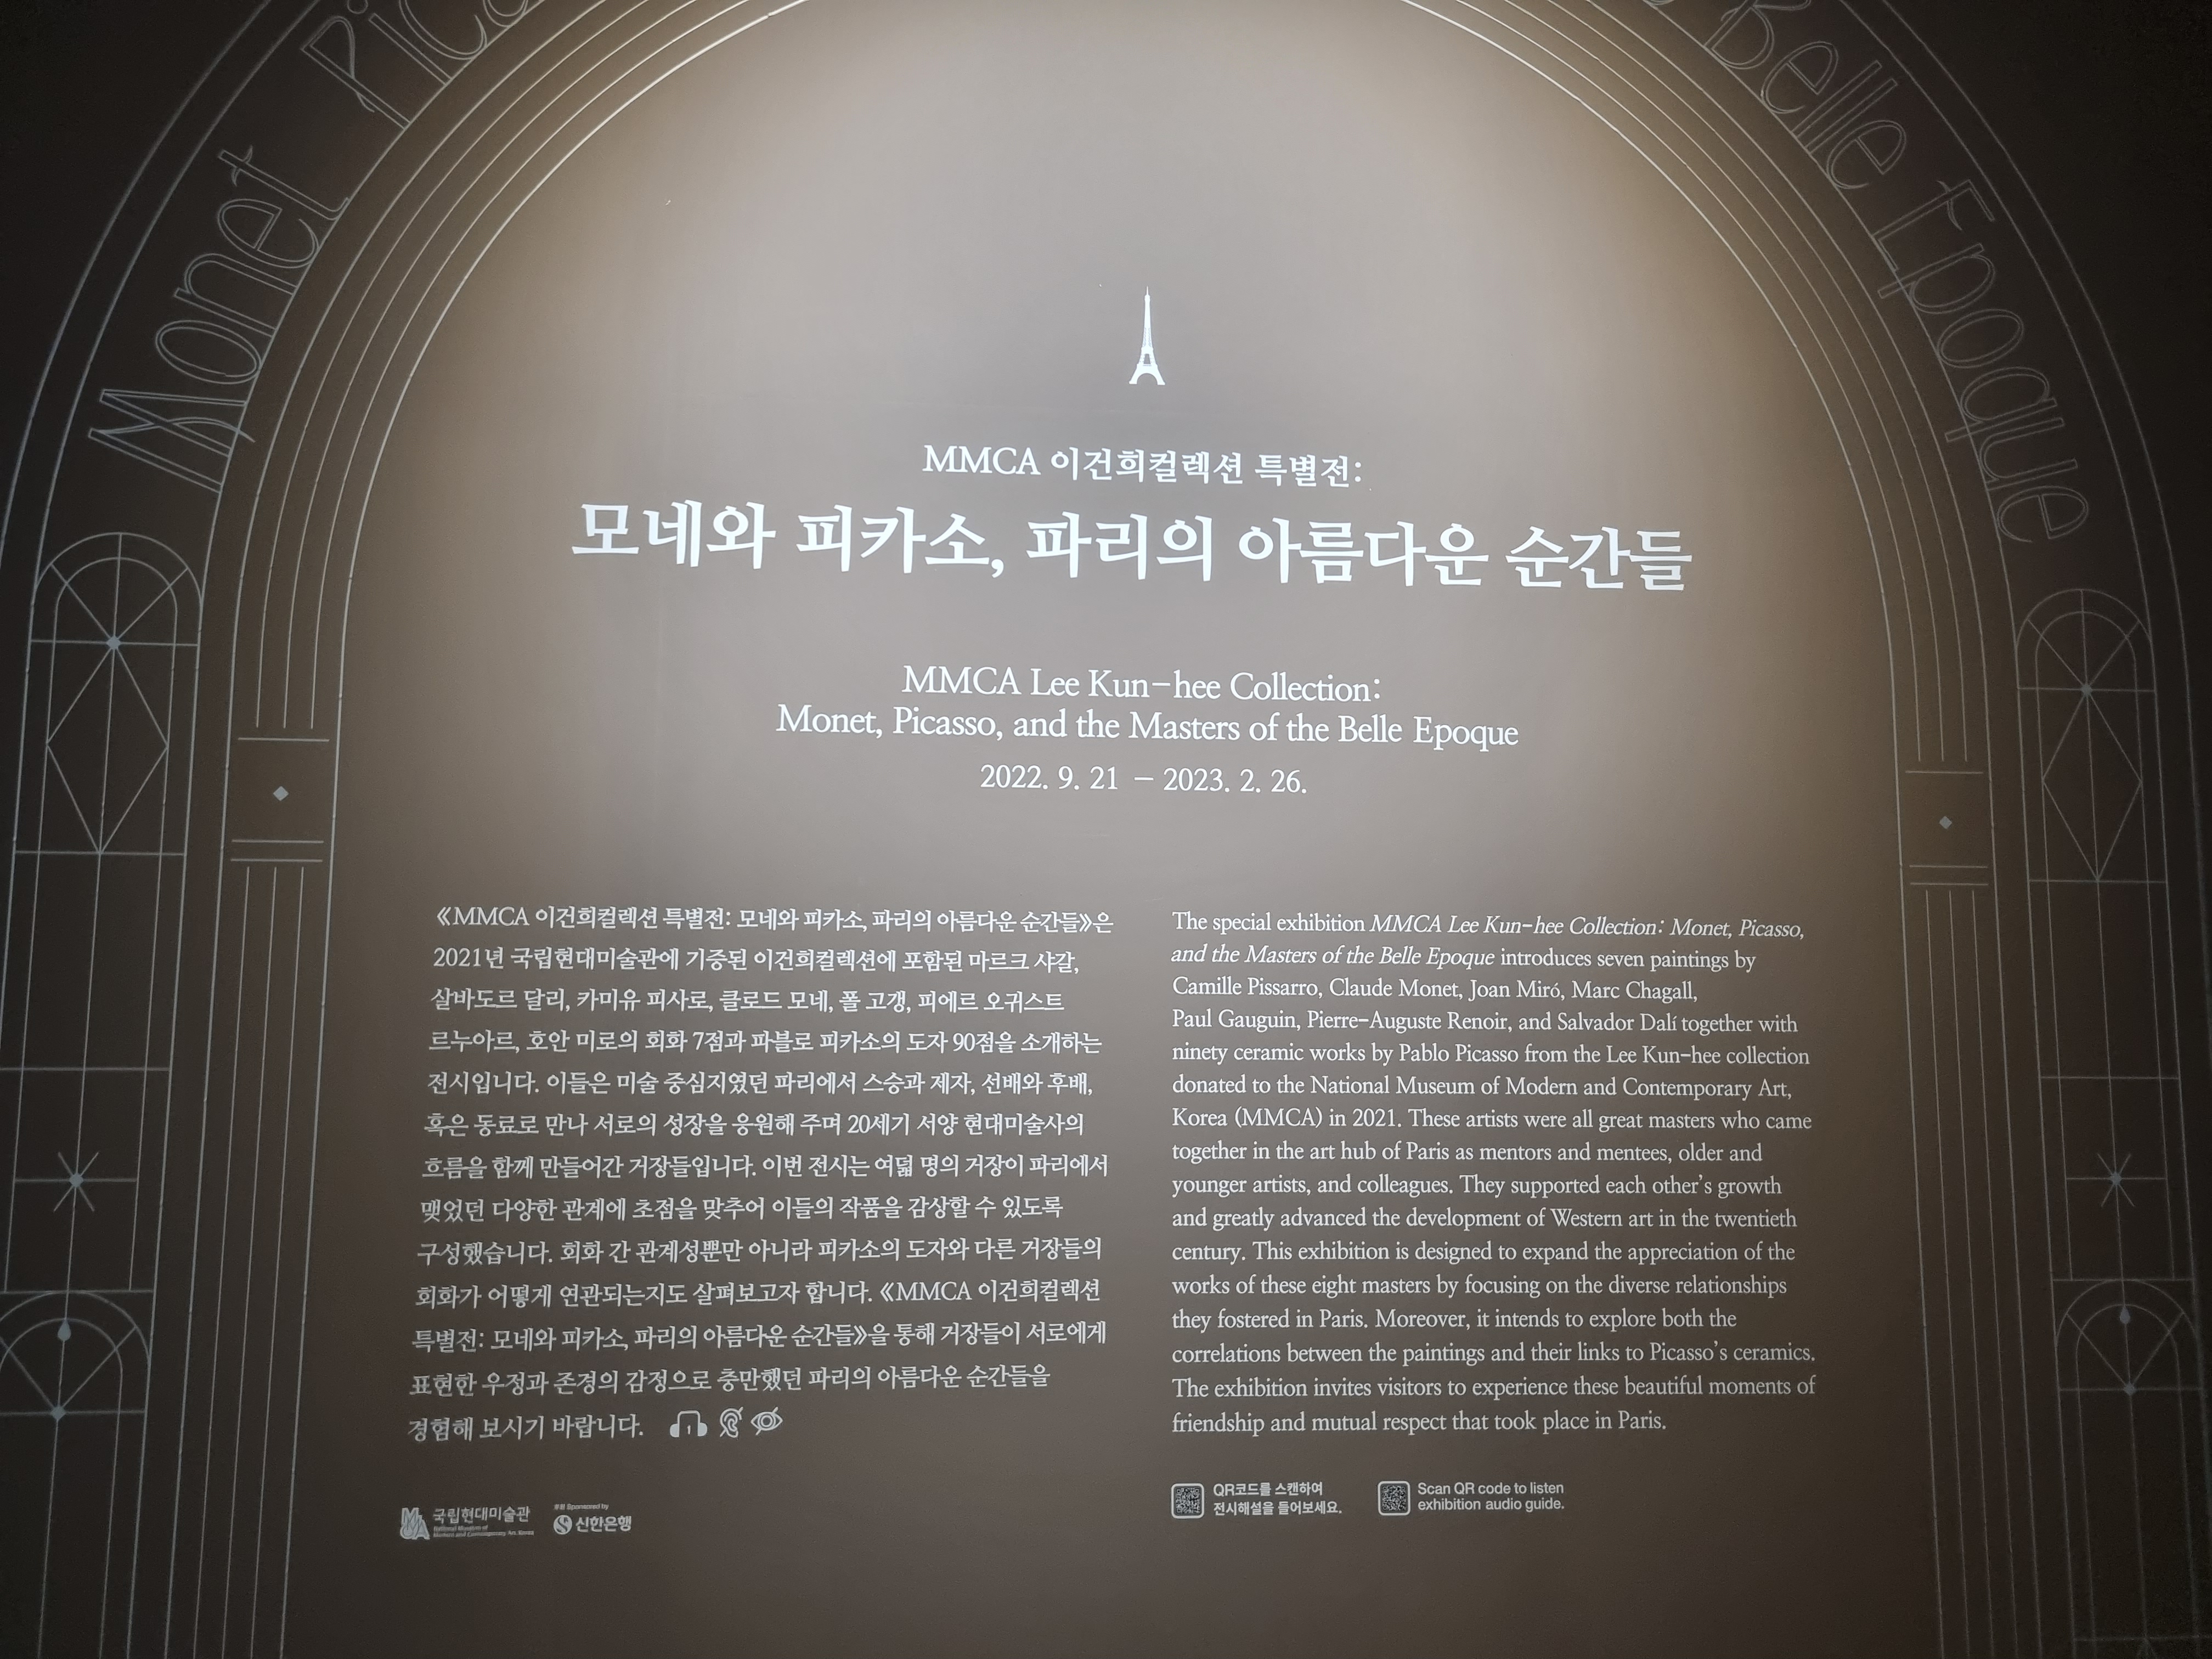 Monet Pica
Belle Epoque
MMCA 이건희컬렉션 특별전:
모네와 피카소, 파리의 아름다운 순간들
MMCA Lee Kun-hee Collection:
Monet, Picasso, and the Masters of the Belle Epoque
2022. 9. 21 – 2023. 2. 26.
《MMCA 이건희컬렉션 특별전: 모네와 피카소, 파리의 아름다운 순간들》은
2021년 국립현대미술관에 기증된 이건희컬렉션에 포함된 마르크 샤갈,
살바도르 달리, 카미유 피사로, 클로드 모네, 폴 고갱, 피에르 오귀스트
르누아르, 호안 미로의 회화 7점과 파블로 피카소의 도자 90점을 소개하는
전시입니다. 이들은 미술 중심지였던 파리에서 스승과 제자, 선배와 후배,
혹은 동료로 만나 서로의 성장을 응원해 주며 20세기 서양 현대미술사의
흐름을 함께 만들어간 거장들입니다. 이번 전시는 여덟 명의 거장이 파리에서
맺었던 다양한 관계에 초점을 맞추어 이들의 작품을 감상할 수 있도록
구성했습니다. 회화 간 관계성뿐만 아니라 피카소의 도자와 다른 거장들의
회화가 어떻게 연관되는지도 살펴보고자 합니다. 《MMCA 이건희컬렉션
특별전: 모네와 피카소, 파리의 아름다운 순간들》을 통해 거장들이 서로에게
표현한 우정과 존경의 감정으로 충만했던 파리의 아름다운 순간들을
경험해 보시기 바랍니다.
1
The special exhibition MMCA Lee Kun-hee Collection: Monet, Picasso,
and the Masters of the Belle Epoque introduces seven paintings by
Camille Pissarro, Claude Monet, Joan Miró, Marc Chagall,
Paul Gauguin, Pierre-Auguste Renoir, and Salvador Dalí together with
ninety ceramic works by Pablo Picasso from the Lee Kun-hee collection
donated to the National Museum of Modern and Contemporary Art,
Korea (MMCA) in 2021. These artists were all great masters who came
together in the art hub of Paris as mentors and mentees, older and
younger artists, and colleagues. They supported each other's growth
and greatly advanced the development of Western art in the twentieth
century. This exhibition is designed to expand the appreciation of the
works of these eight masters by focusing on the diverse relationships
they fostered in Paris. Moreover, it intends to explore both the
correlations between the paintings and their links to Picasso's ceramics.
The exhibition invites visitors to experience these beautiful moments of
friendship and mutual respect that took place in Paris.
MMCA 국립현대미술관
National Museum of
Modern and Contemporary Art, Korea
후원 Sponsored by
신한은행
QR코드를 스캔하여
전시해설을 들어보세요.
Scan QR code to listen
exhibition audio guide.